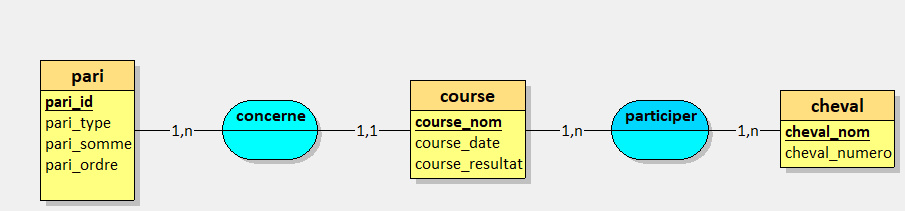 pari
pari_id
pari_type
pari_somme
pari_ordre
1,n
concerne
1,1
course
course_nom
course_date
course_resultat
1,n
participer
1,n
cheval
cheval_nom
cheval_numero